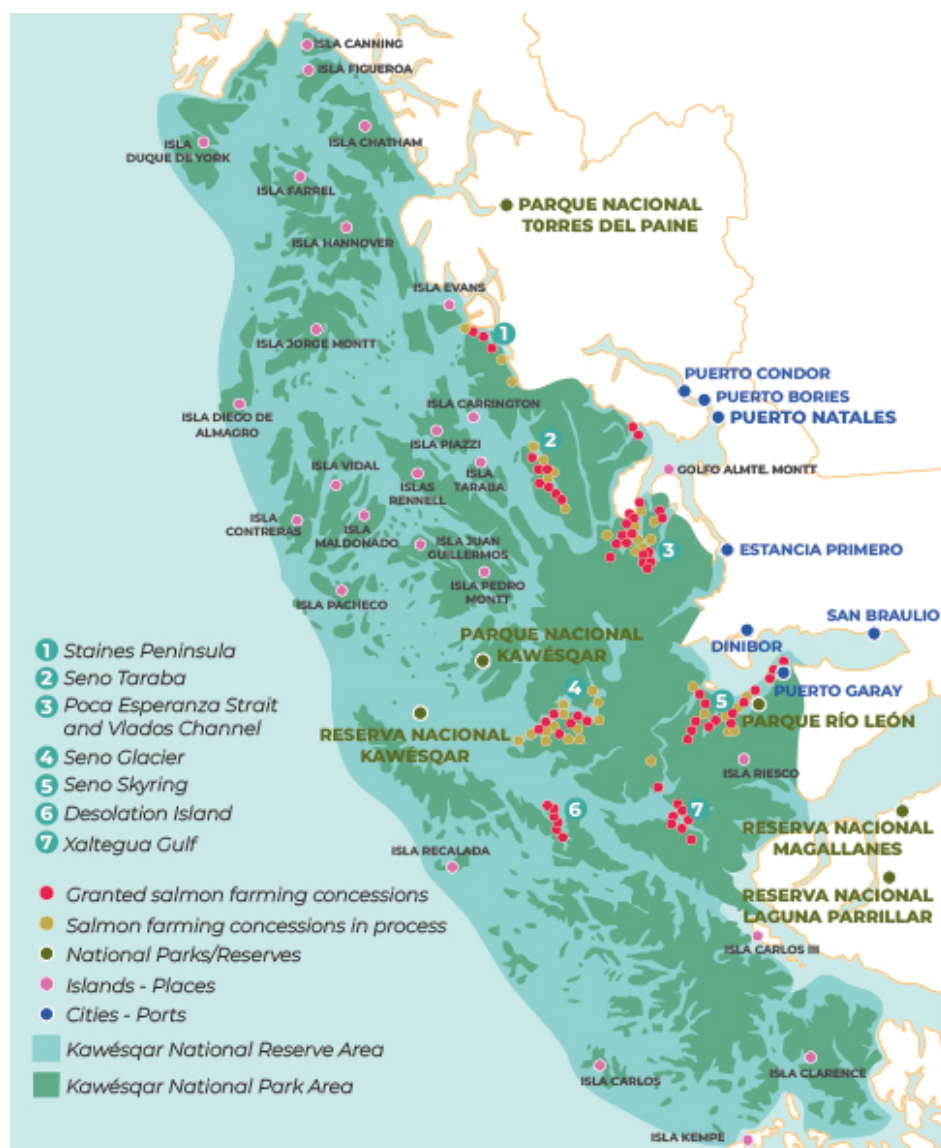 ISLA CANNING
ISLA FIGUEROA
ISLA CHATHAM
ISLA
DUQUE DE YORK
ISLA FARREL
PARQUE NACIONAL
TORRES DEL PAINE
ISLA HANNOVER
ISLA EVANS
1
ISLA JORGE MONTT
PUERTO CONDOR
PUERTO BORIES
PUERTO NATALES
ISLA DIEGO DE
ALMAGRO
ISLA CARRINGTON
ISLA PIAZZI
2
ISLA VIDAL
ISLAS
RENNELL
ISLA
TARABA
GOLFO ALMTE. MONTT
ISLA
CONTRERAS
ISLA
MALDONADO
ISLA JUAN
GUILLERMOS
3
ESTANCIA PRIMERO
ISLA PEDRO
MONTT
ISLA PACHECO
SAN BRAULIO
DINIBOR
PARQUE NACIONAL
KAWÉSQAR
4
5
PUERTO GARAY
PARQUE RÍO LEÓN
RESERVA NACIONAL
KAWÉSQAR
ISLA RIESCO
6
7
RESERVA NACIONAL
MAGALLANES
ISLA RECALADA
RESERVA NACIONAL
LAGUNA PARRILLAR
ISLA CARLOS III
ISLA CARLOS
ISLA CLARENCE
ISLA KEMPE
1 Staines Peninsula
2 Seno Taraba
3 Poca Esperanza Strait
and Vlados Channel
4 Seno Glacier
5 Seno Skyring
6 Desolation Island
7 Xaltegua Gulf
Granted salmon farming concessions
Salmon farming concessions in process
National Parks/Reserves
Islands - Places
Cities - Ports
Kawésqar National Reserve Area
Kawésqar National Park Area